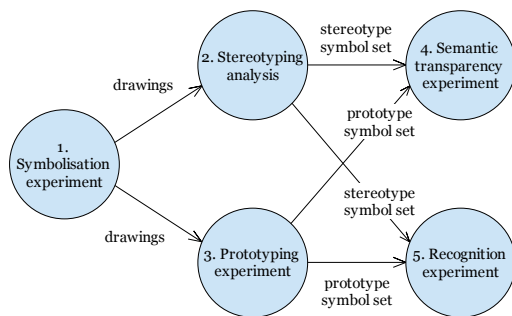 1.
Symbolisation
experiment
drawings
drawings
2. Stereotyping
analysis
3. Prototyping
experiment
stereotype
symbol set
prototype
symbol set
stereotype
symbol set
prototype
symbol set
4. Semantic
transparency
experiment
5. Recognition
experiment